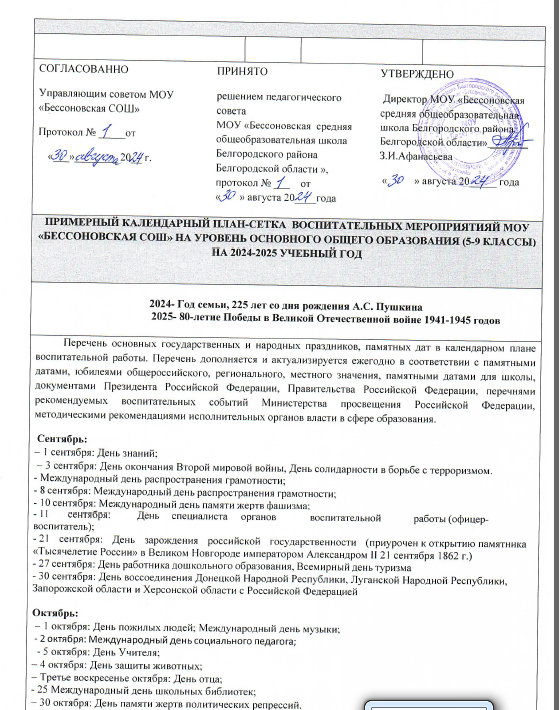 СОГЛАСОВАННО
Управляющим советом МОУ
«Бессоновская СОШ»
Протокол № 1 от
«30» августа 2024 г.
ПРИНЯТО
решением педагогического
совета
МОУ «Бессоновская средняя
общеобразовательная школа
Белгородского района
Белгородской области »,
протокол № 1 от
«30 » августа 2024 года
УТВЕРЖДЕНО
Директор МОУ «Бессоновская
средняя общеобразовательная
школа Белгородского района
Белгородской области»
З.И.Афанасьева
«30 » августа 2024 года
ПРИМЕРНЫЙ КАЛЕНДАРНЫЙ ПЛАН-СЕТКА ВОСПИТАТЕЛЬНЫХ МЕРОПРИЯТИЯЙ МОУ
«БЕССОНОВСКАЯ СОШ» НА УРОВЕНЬ ОСНОВНОГО ОБЩЕГО ОБРАЗОВАНИЯ (5-9 КЛАССЫ)
НА 2024-2025 УЧЕБНЫЙ ГОД
2024- Год семьи, 225 лет со дня рождения А.С. Пушкина
2025- 80-летие Победы в Великой Отечественной войне 1941-1945 годов
Перечень основных государственных и народных праздников, памятных дат в календарном плане
воспитательной работы. Перечень дополняется и актуализируется ежегодно в соответствии с памятными
датами, юбилеями общероссийского, регионального, местного значения, памятными датами для школы,
документами Президента Российской Федерации, Правительства Российской Федерации, перечнями
рекомендуемых воспитательных событий Министерства просвещения Российской Федерации,
методическими рекомендациями исполнительных органов власти в сфере образования.
Сентябрь:
– 1 сентября: День знаний;
– 3 сентября: День окончания Второй мировой войны, День солидарности в борьбе с терроризмом.
- Международный день распространения грамотности;
- 8 сентября: Международный день распространения грамотности;
- 10 сентября: Международный день памяти жертв фашизма;
- 11 сентября: День специалиста органов воспитательной работы (офицер-
воспитатель);
- 21 сентября: День зарождения российской государственности (приурочен к открытию памятника
«Тысячелетие России» в Великом Новгороде императором Александром II 21 сентября 1862 г.)
- 27 сентября: День работника дошкольного образования, Всемирный день туризма
- 30 сентября: День воссоединения Донецкой Народной Республики, Луганской Народной Республики,
Запорожской области и Херсонской области с Российской Федерацией
Октябрь:
– 1 октября: День пожилых людей; Международный день музыки;
- 2 октября: Международный день социального педагога;
- 5 октября: День Учителя;
– 4 октября: День защиты животных;
– Третье воскресенье октября: День отца;
- 25 Международный день школьных библиотек;
– 30 октября: День памяти жертв политических репрессий.